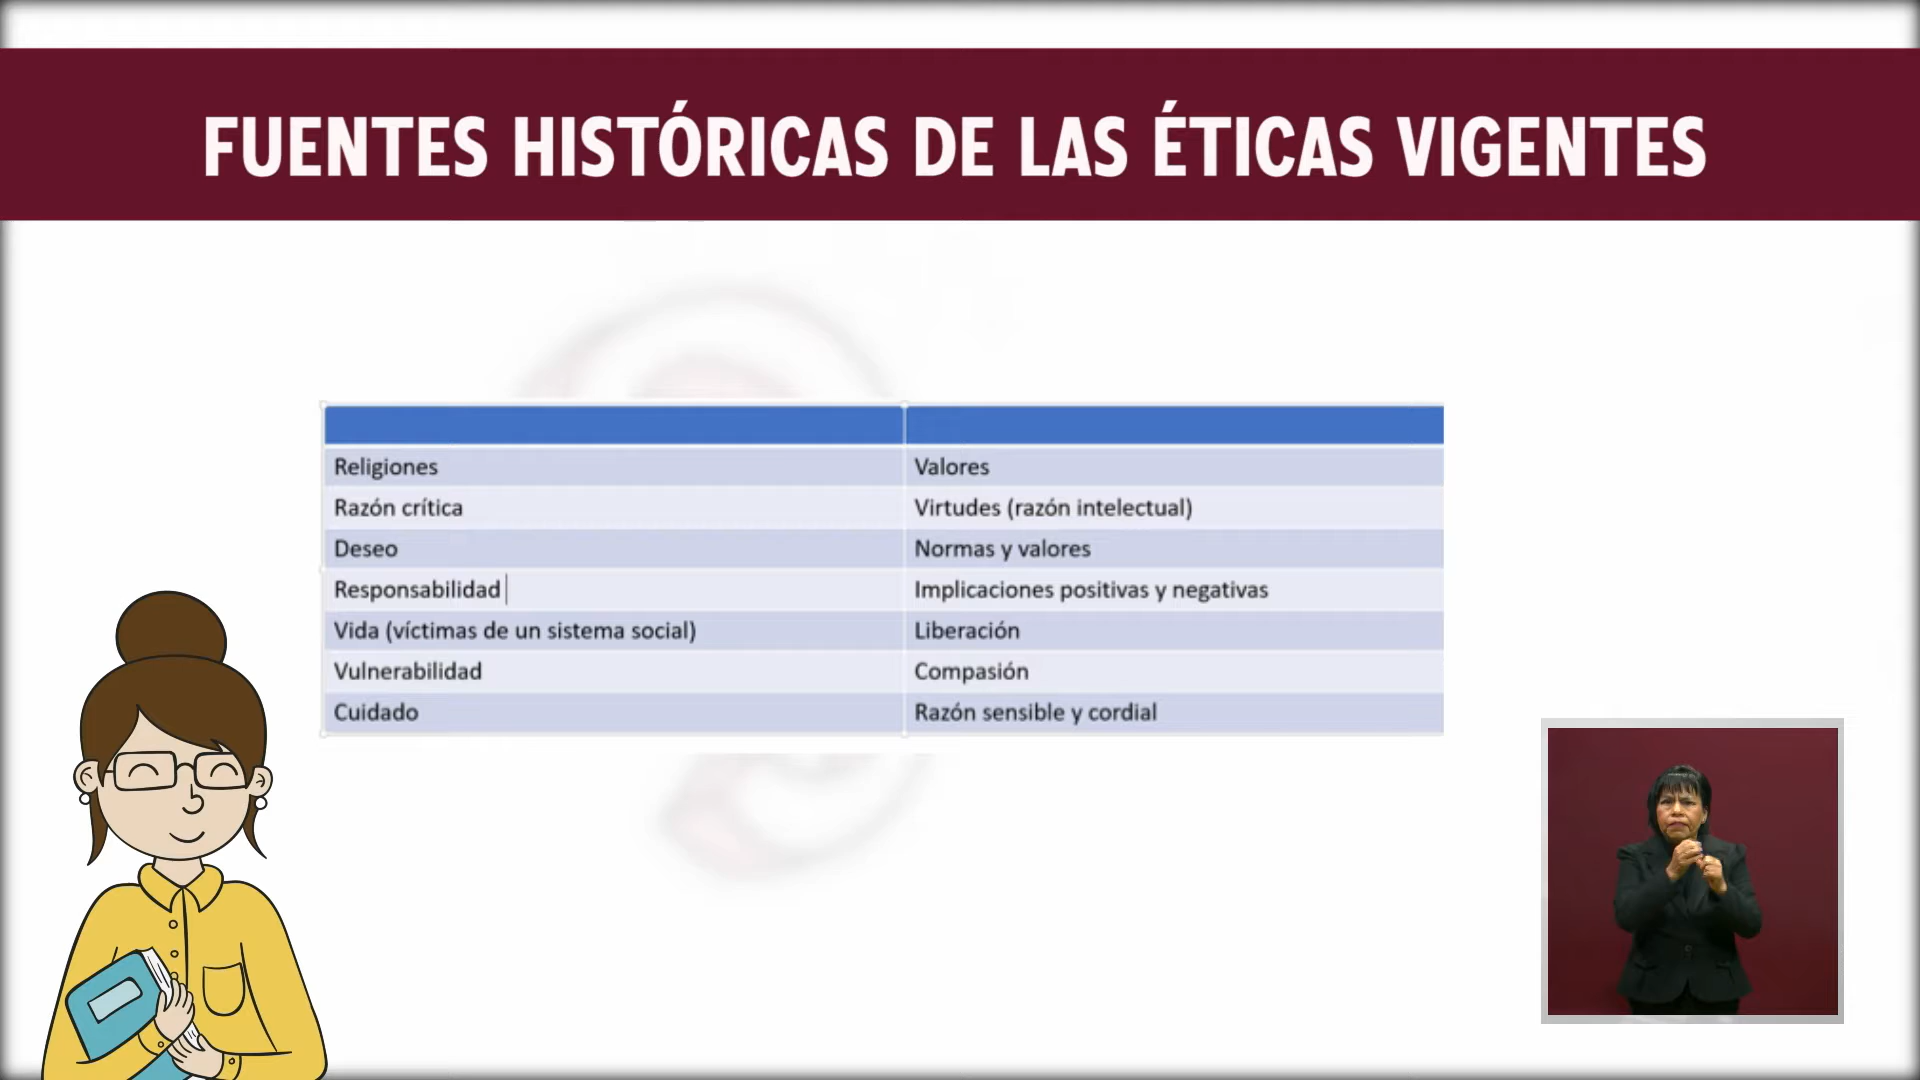 FUENTES HISTÓRICAS DE LAS ÉTICAS VIGENTES
Religiones Valores
Razón crítica Virtudes (razón intelectual)
Deseo Normas y valores
Responsabilidad Implicaciones positivas y negativas
Vida (víctimas de un sistema social) Liberación
Vulnerabilidad Compasión
Cuidado Razón sensible y cordial